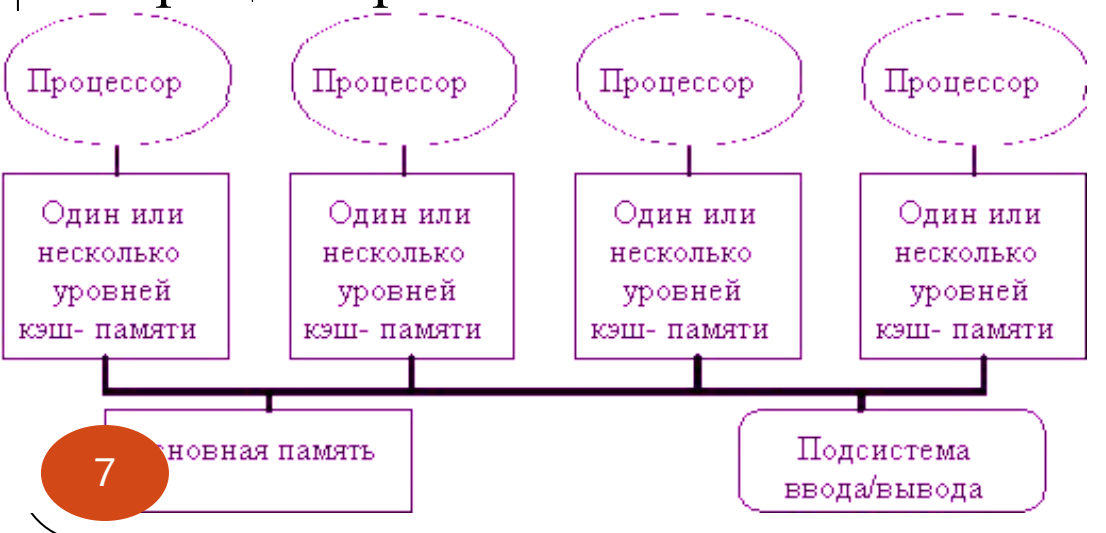 Процессор Процессор Процессор Процессор
Один или
несколько
уровней
кэш- памяти
Один или
несколько
уровней
кэш- памяти
Один или
несколько
уровней
кэш- памяти
Один или
несколько
уровней
кэш- памяти
7
новная память
Подсистема
ввода/вывода